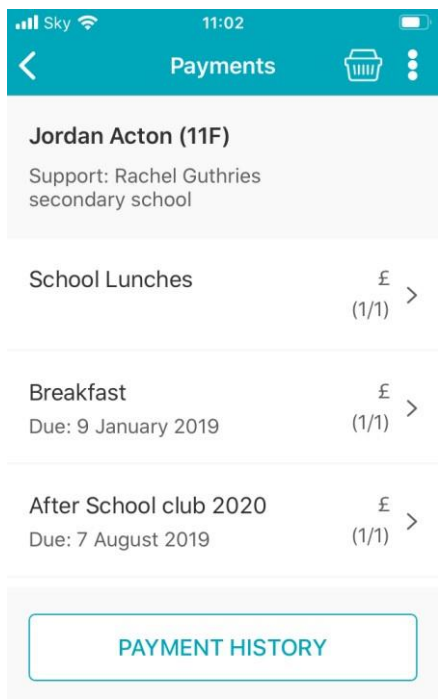 Sky 11:02
Payments
Jordan Acton (11F)
Support: Rachel Guthries
secondary school
School Lunches £
(1/1)
Breakfast £
Due: 9 January 2019 (1/1)
After School club 2020 £
Due: 7 August 2019 (1/1)
PAYMENT HISTORY